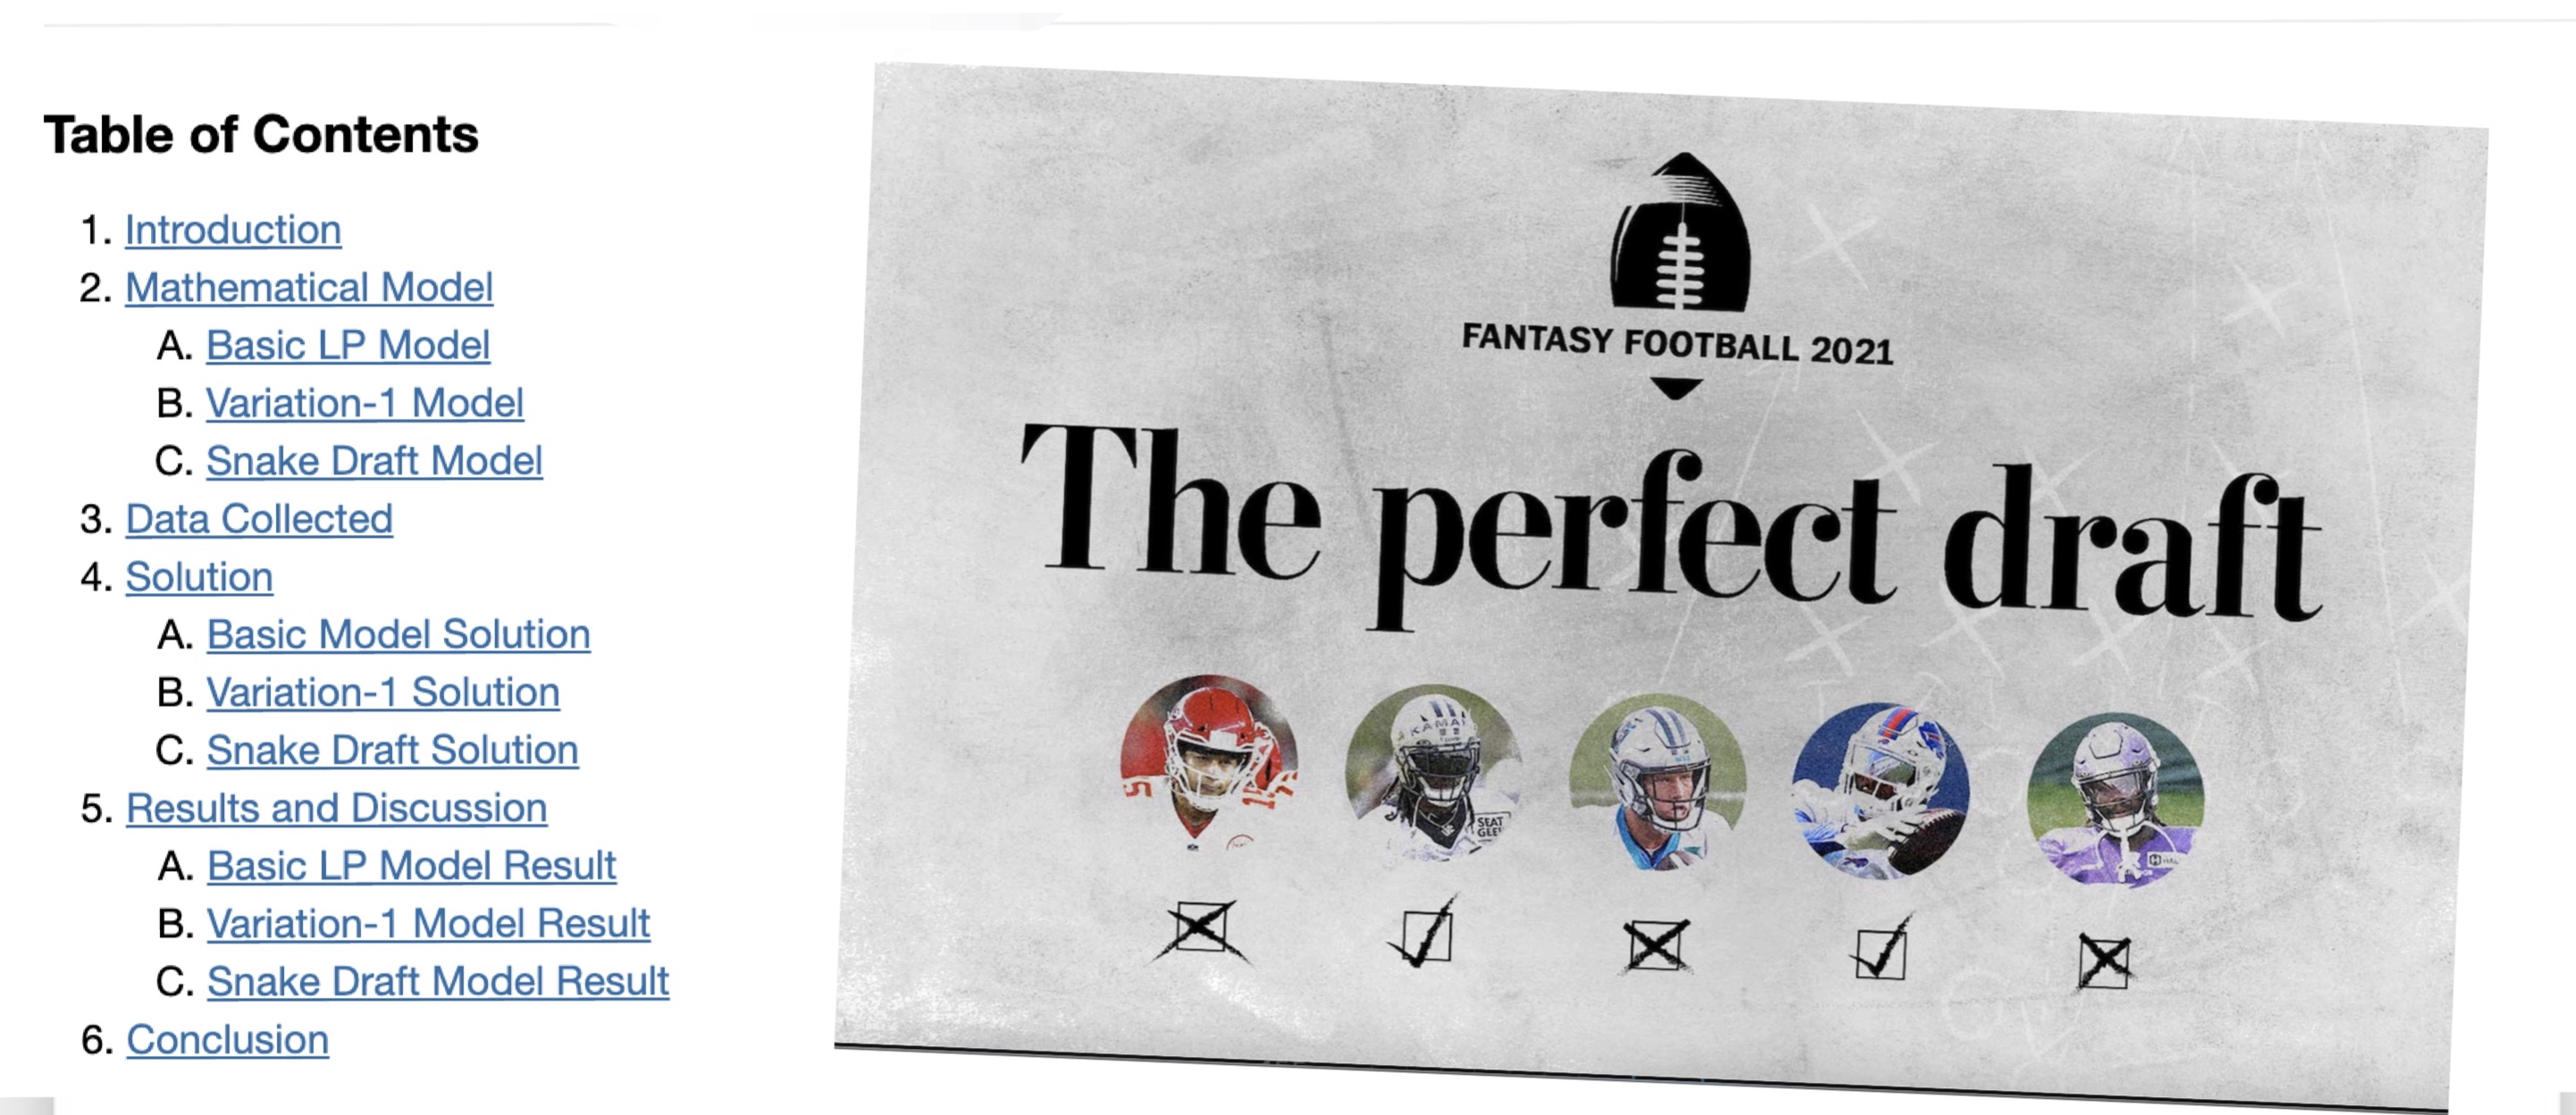 Table of Contents
1. Introduction
2. Mathematical Model
A. Basic LP Model
B. Variation-1 Model
C. Snake Draft Model
3. Data Collected
4. Solution
A. Basic Model Solution
B. Variation-1 Solution
C. Snake Draft Solution
5. Results and Discussion
A. Basic LP Model Result
B. Variation-1 Model Result
C. Snake Draft Model Result
6. Conclusion
FANTASY FOOTBALL 2021
The perfect draft
15
SEAT